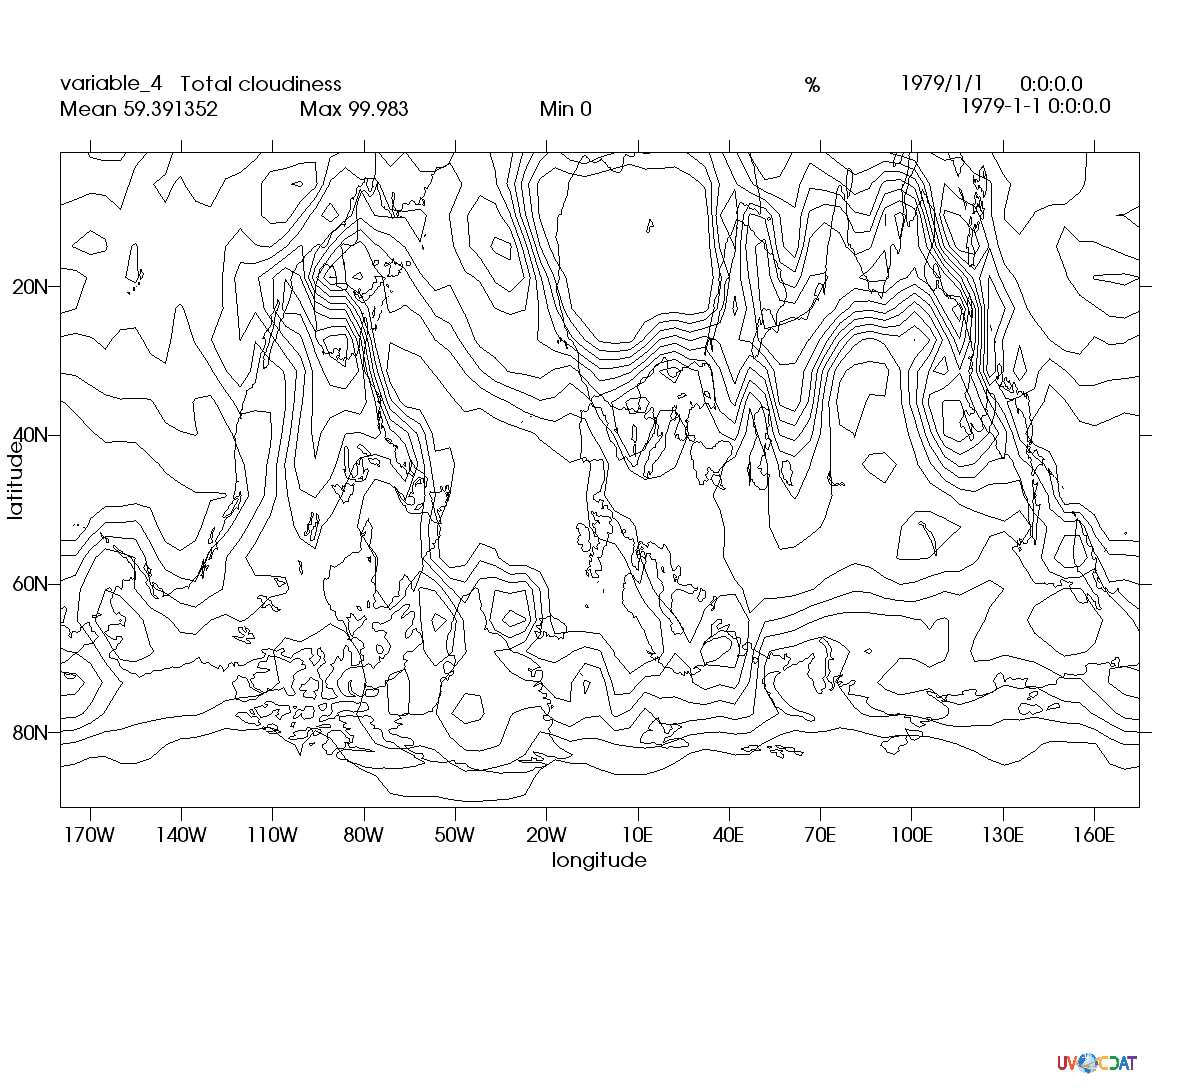 variable_4 Total cloudiness % 1979/1/1 0:0:0.0
Mean 59.391352 Max 99.983 Min 0 1979-1-1 0:0:0.0
20N
40N
60N
80N
latitude
170W 140W 110W 80W 50W 20W 10E 40E 70E 100E 130E 160E
longitude
UV CDAT